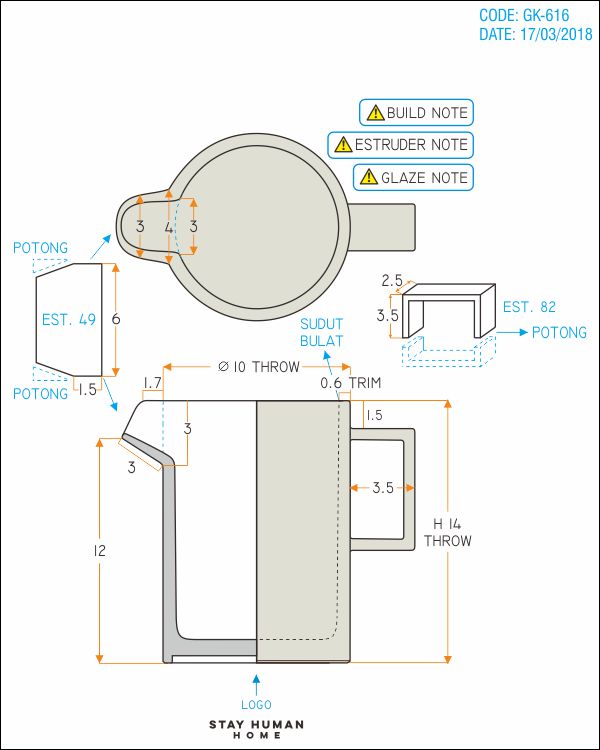 CODE: GK-616
DATE: 17/03/2018
BUILD NOTE
ESTRUDER NOTE
GLAZE NOTE
3
4
3
POTONG
EST. 49
6
POTONG
1.5
2.5
3.5
EST. 82
POTONG
SUDUT
BULAT
Ø 10 THROW
1.7
0.6 TRIM
3
1.5
3
3.5
12
H 14
THROW
LOGO
STAY HUMAN
HOME